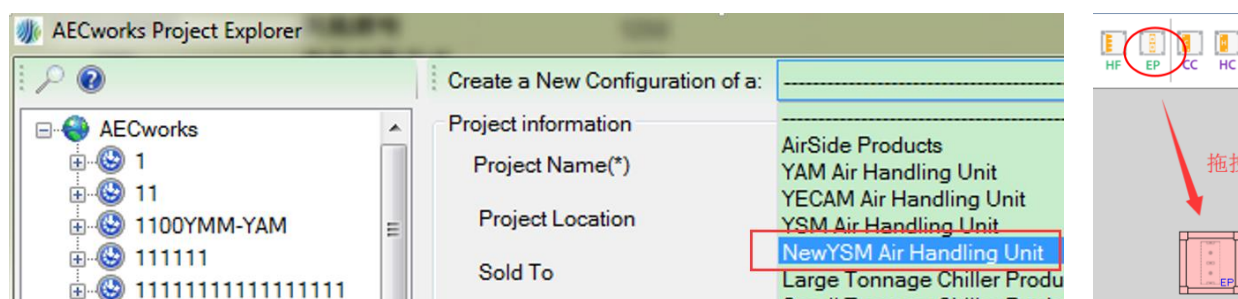 AECworks Project Explorer
Create a New Configuration of a:
AECworks
1
11
1100YMM-YAM
111111
11111111111111111
Project information
Project Name(*)
Project Location
Sold To
AirSide Products
YAM Air Handling Unit
YECAM Air Handling Unit
YSM Air Handling Unit
NewYSM Air Handling Unit
Large Tonnage Chiller Produ
HF EP CC HC
拖
EP